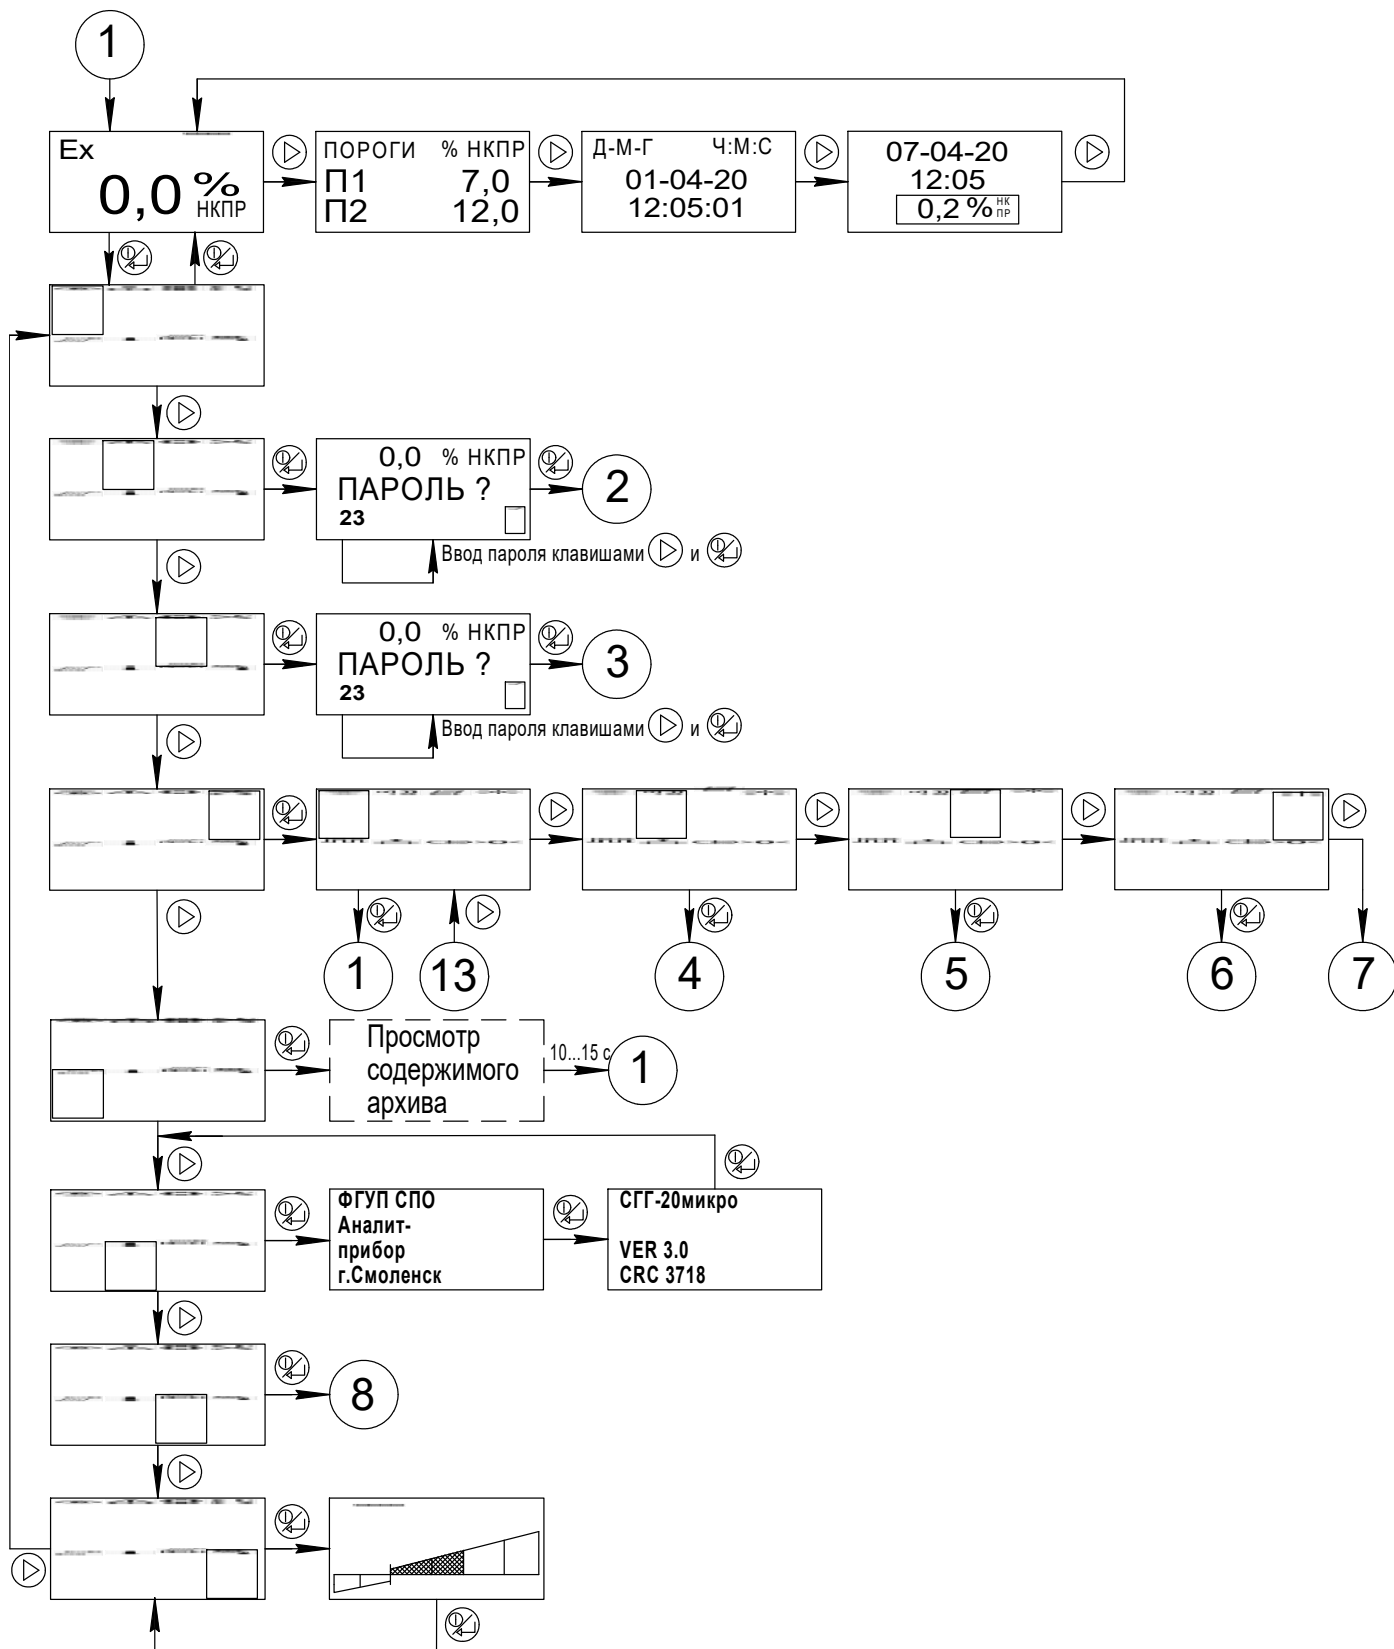 1
Ex
0,0 % НКПР
ПОРОГИ % НКПР
П1 7,0
П2 12,0
Д-М-Г Ч:М:С
01-04-20
12:05:01
07-04-20
12:05
0,2 % НК ПР
0,0 % НКПР
ПАРОЛЬ ?
23
2
Ввод пароля клавишами и
0,0 % НКПР
ПАРОЛЬ ?
23
3
Ввод пароля клавишами и
1
13
4
5
6
7
Просмотр
содержимого
архива
10...15 с
1
ФГУП СПО
Аналит-
прибор
г.Смоленск
СГГ-20микро
VER 3.0
CRC 3718
8